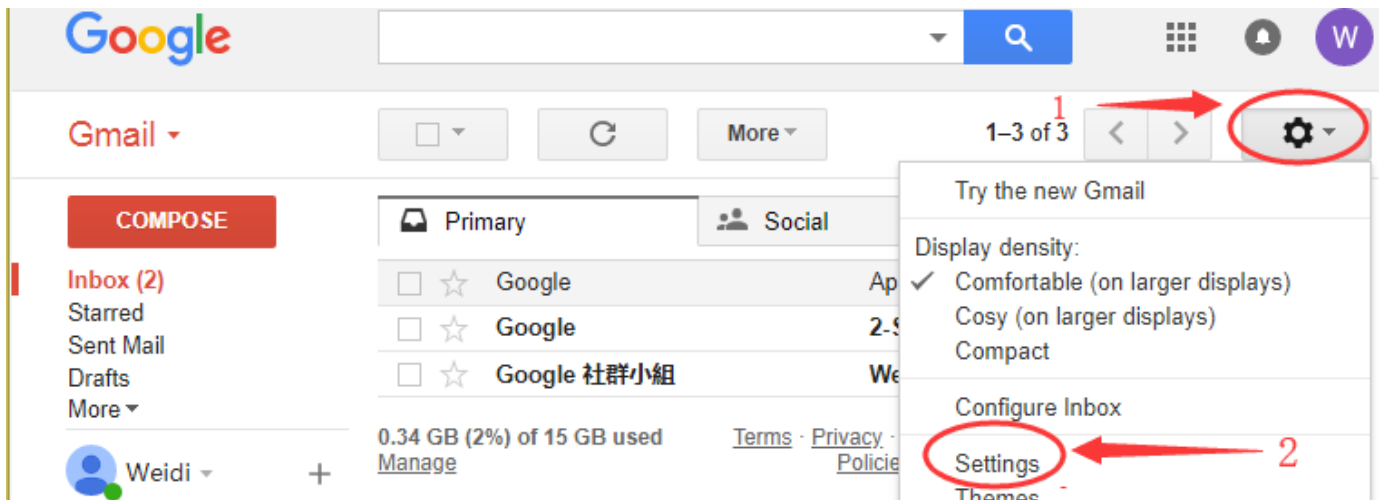 Google
W
1
Gmail
More
1–3 of 3
Try the new Gmail
COMPOSE
Primary
Social
Display density:
Inbox (2)
Google
Ap
Comfortable (on larger displays)
Starred
Google
2-S
Cosy (on larger displays)
Sent Mail
Compact
Drafts
Google 社群小組
We
More
Configure Inbox
0.34 GB (2%) of 15 GB used
Terms · Privacy ·
Manage
Policie
Settings
2
Weidi
Themes